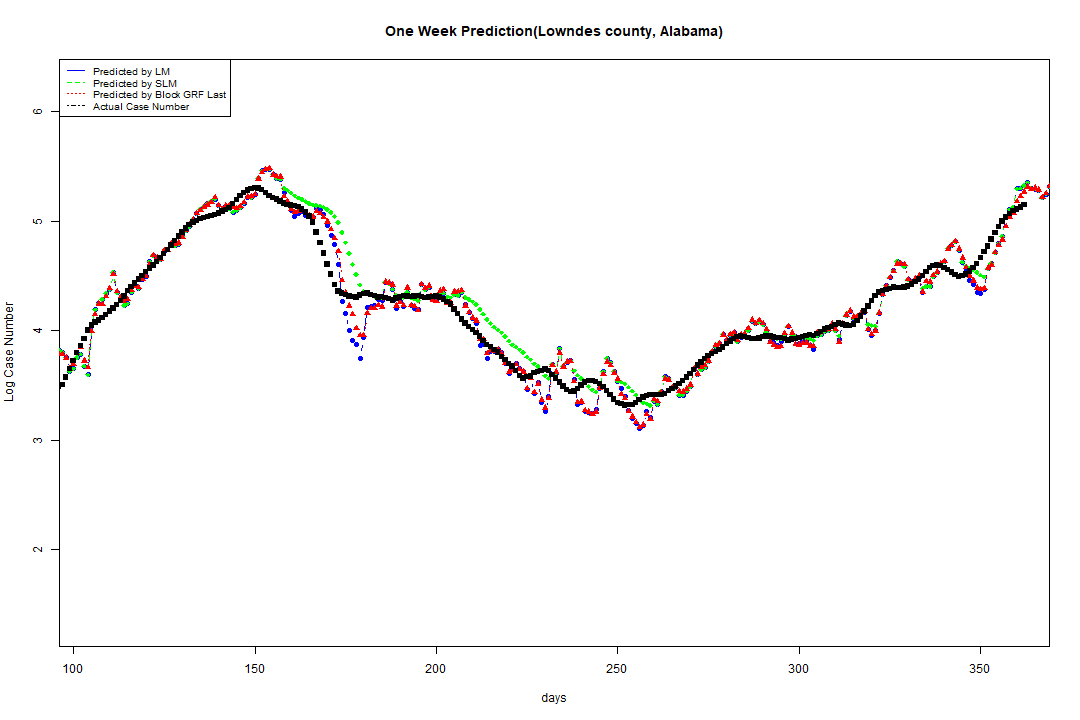 One Week Prediction(Lowndes county, Alabama)
Predicted by LM
Predicted by SLM
Predicted by Block GRF Last
Actual Case Number
Log Case Number
6
5
4
3
2
100 150 200 250 300 350
days